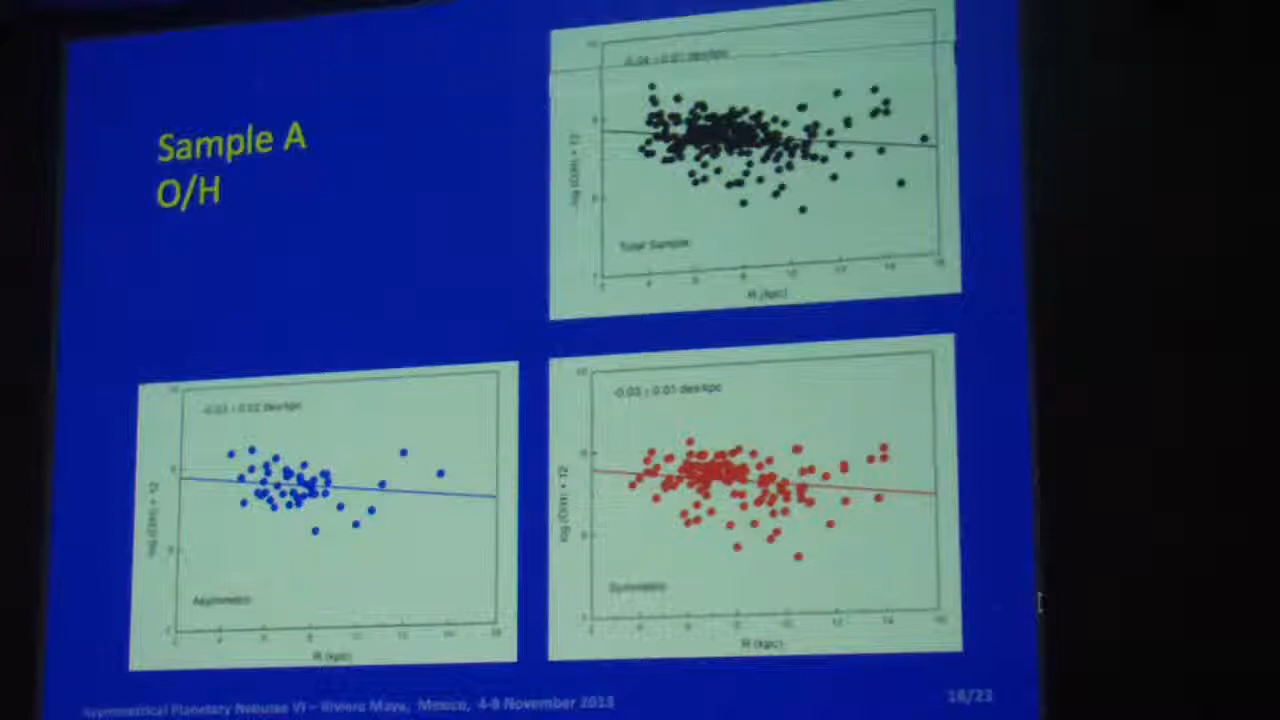 Sample A
O/H
-0.04 ± 0.01 dex/kpc
log (O/H) + 12
Total Sample
R (kpc)
-0.03 ± 0.02 dex/kpc
log (O/H) + 12
Asymmetric
R (kpc)
-0.03 ± 0.01 dex/kpc
log (O/H) + 12
Symmetric
R (kpc)
Asymmetrical Planetary Nebulae VI – Riviera Maya, Mexico, 4-8 November 2013
16/23